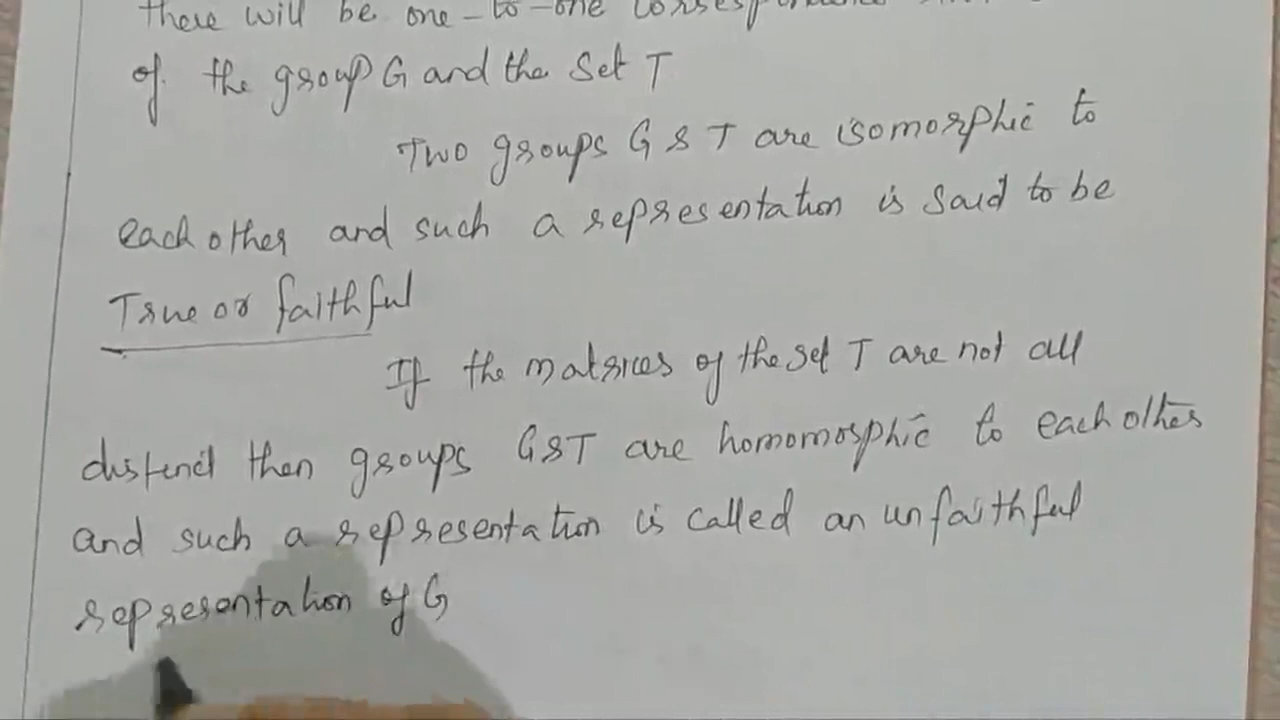 there will be one-to-one
of the group G and the Set T
Two groups G & T are isomorphic to
each other and such a representation is said to be
True or faithful
If the matrices of the set T are not all
distinct then groups G&T are homomorphic to each other
and such a representation is called an unfaithful
representation of G